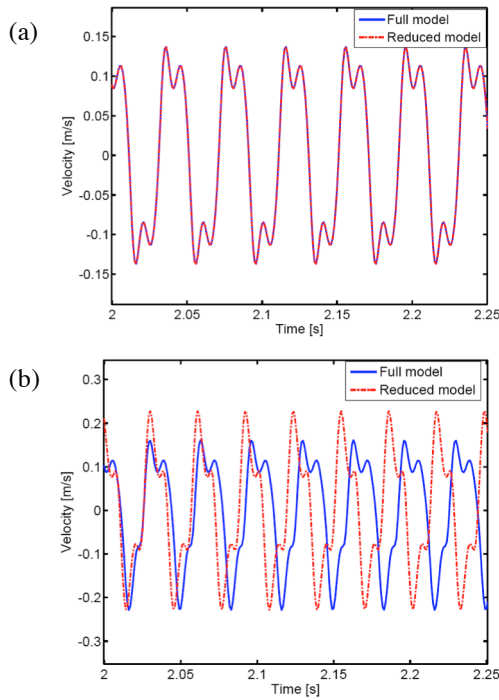 (a)
Full model
Reduced model
0.15
0.1
0.05
0
-0.05
-0.1
-0.15
Velocity [m/s]
2
2.05
2.1
2.15
2.2
2.25
Time [s]
(b)
Full model
Reduced model
0.3
0.2
0.1
0
-0.1
-0.2
-0.3
Velocity [m/s]
2
2.05
2.1
2.15
2.2
2.25
Time [s]